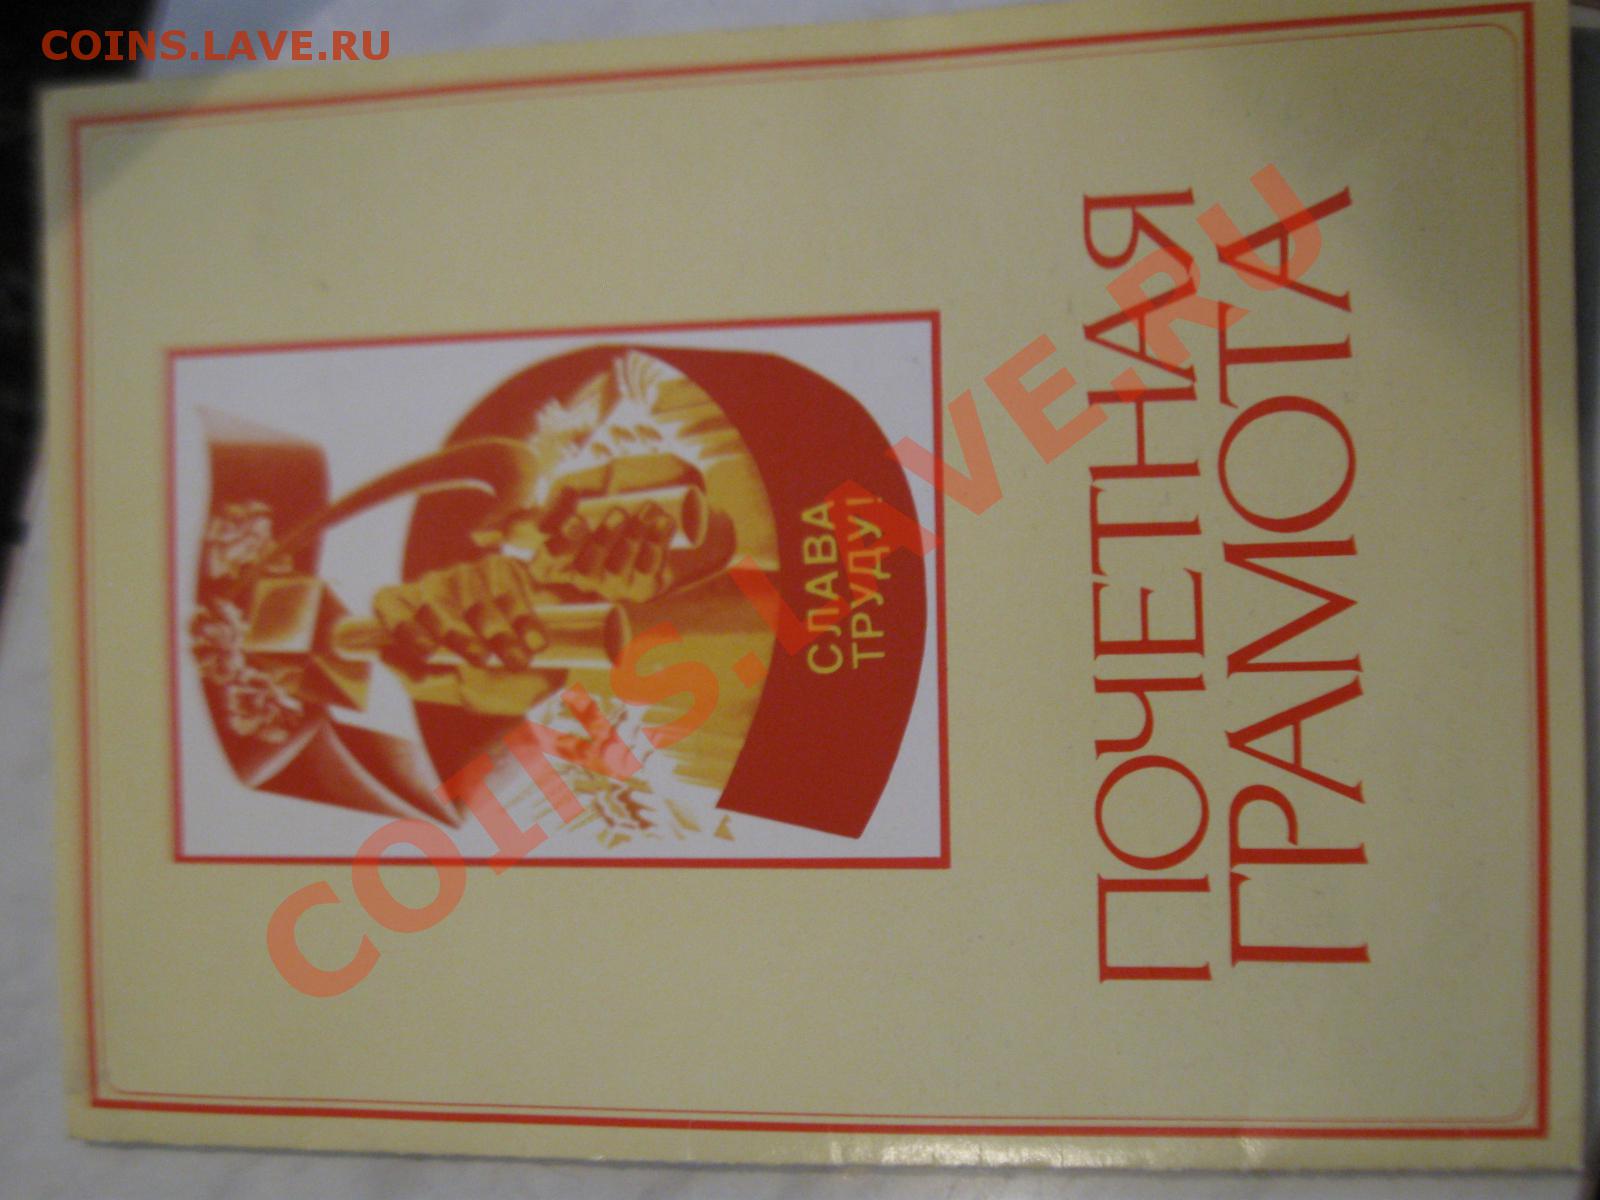 COINS.LAVE.RU
СЛАВА
ТРУДУ!
ПОЧЕТНАЯ
ГРАМОТА
COINS.LAVE.RU